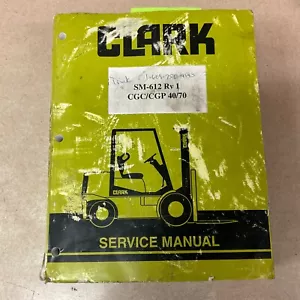 CLARK
SM-612 Rv 1
CGC/CGP 40/70
CLARK
SERVICE MANUAL